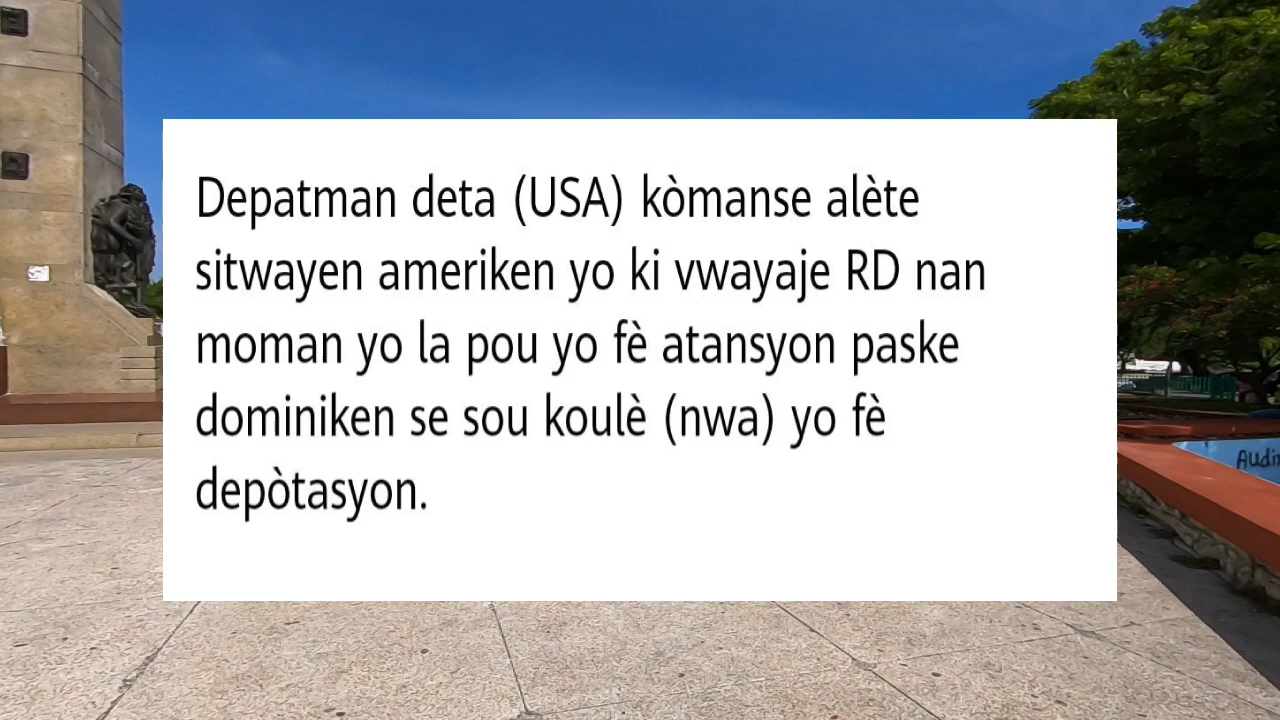 Depatman deta (USA) kòmanse alète
sitwayen ameriken yo ki vwayaje RD nan
moman yo la pou yo fè atansyon paske
dominiken se sou koulè (nwa) yo fè
depòtasyon.